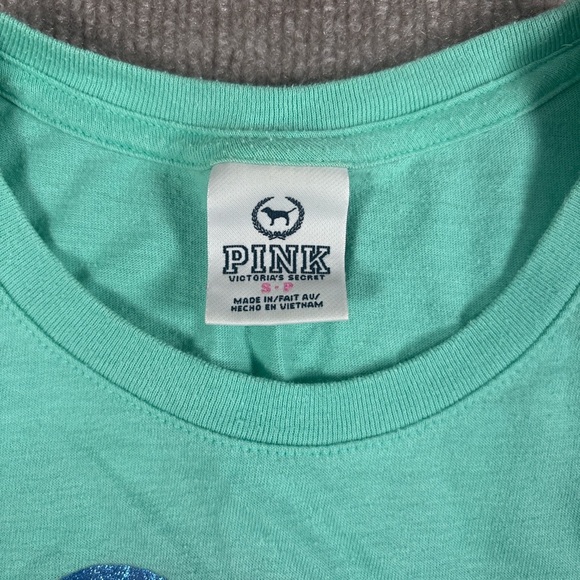 PINK
VICTORIA'S SECRET
S - P
MADE IN/FAIT AU/
HECHO EN VIETNAM